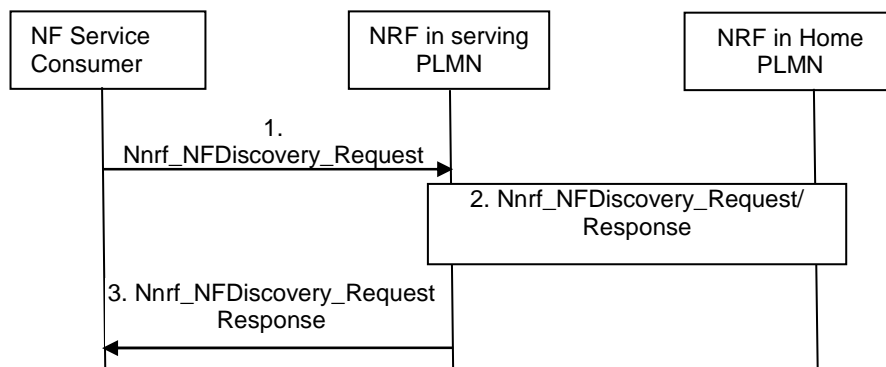 NF Service
Consumer
NRF in serving
PLMN
NRF in Home
PLMN
1.
Nnrf_NFDiscovery_Request
2. Nnrf_NFDiscovery_Request/
Response
3. Nnrf_NFDiscovery_Request
Response